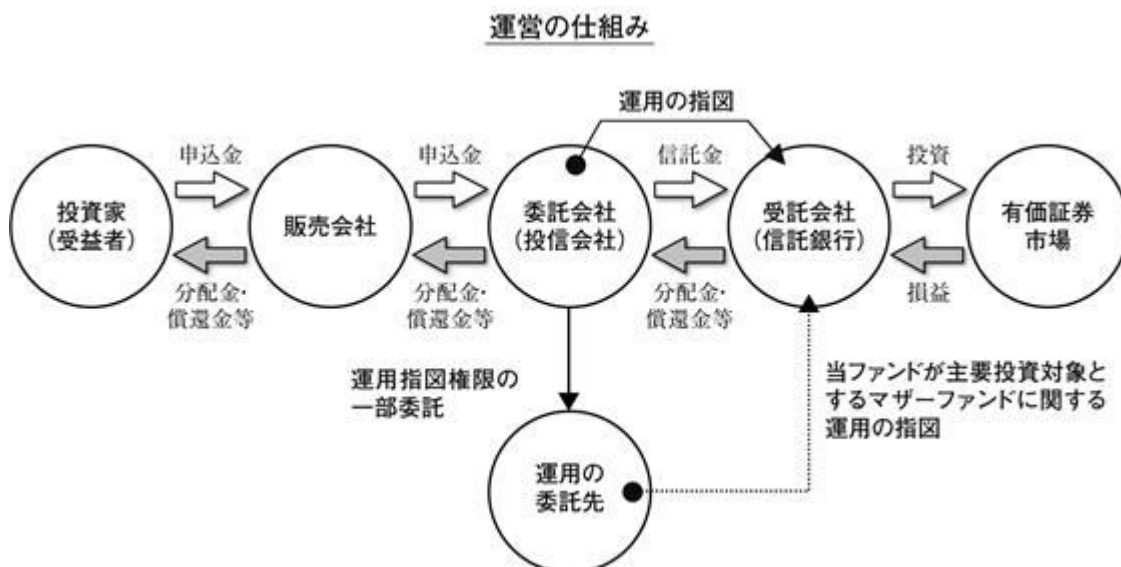 運営の仕組み
運用の指図
申込金
申込金
信託金
投資
投資家
(受益者)
販売会社
委託会社
(投信会社)
受託会社
(信託銀行)
有価証券
市場
分配金・
償還金等
分配金・
償還金等
分配金・
償還金等
損益
運用指図権限の
一部委託
当ファンドが主要投資対象と
するマザーファンドに関する
運用の指図
運用の
委託先